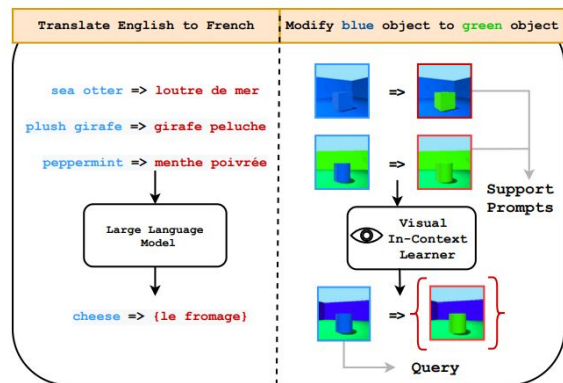 Translate English to French
Modify blue object to green object
sea otter => loutre de mer
plush girafe => girafe peluche
peppermint => menthe poivrée
Large Language
Model
cheese => {le fromage}
=>
=>
Support
Prompts
Visual
In-Context
Learner
=> { }
Query